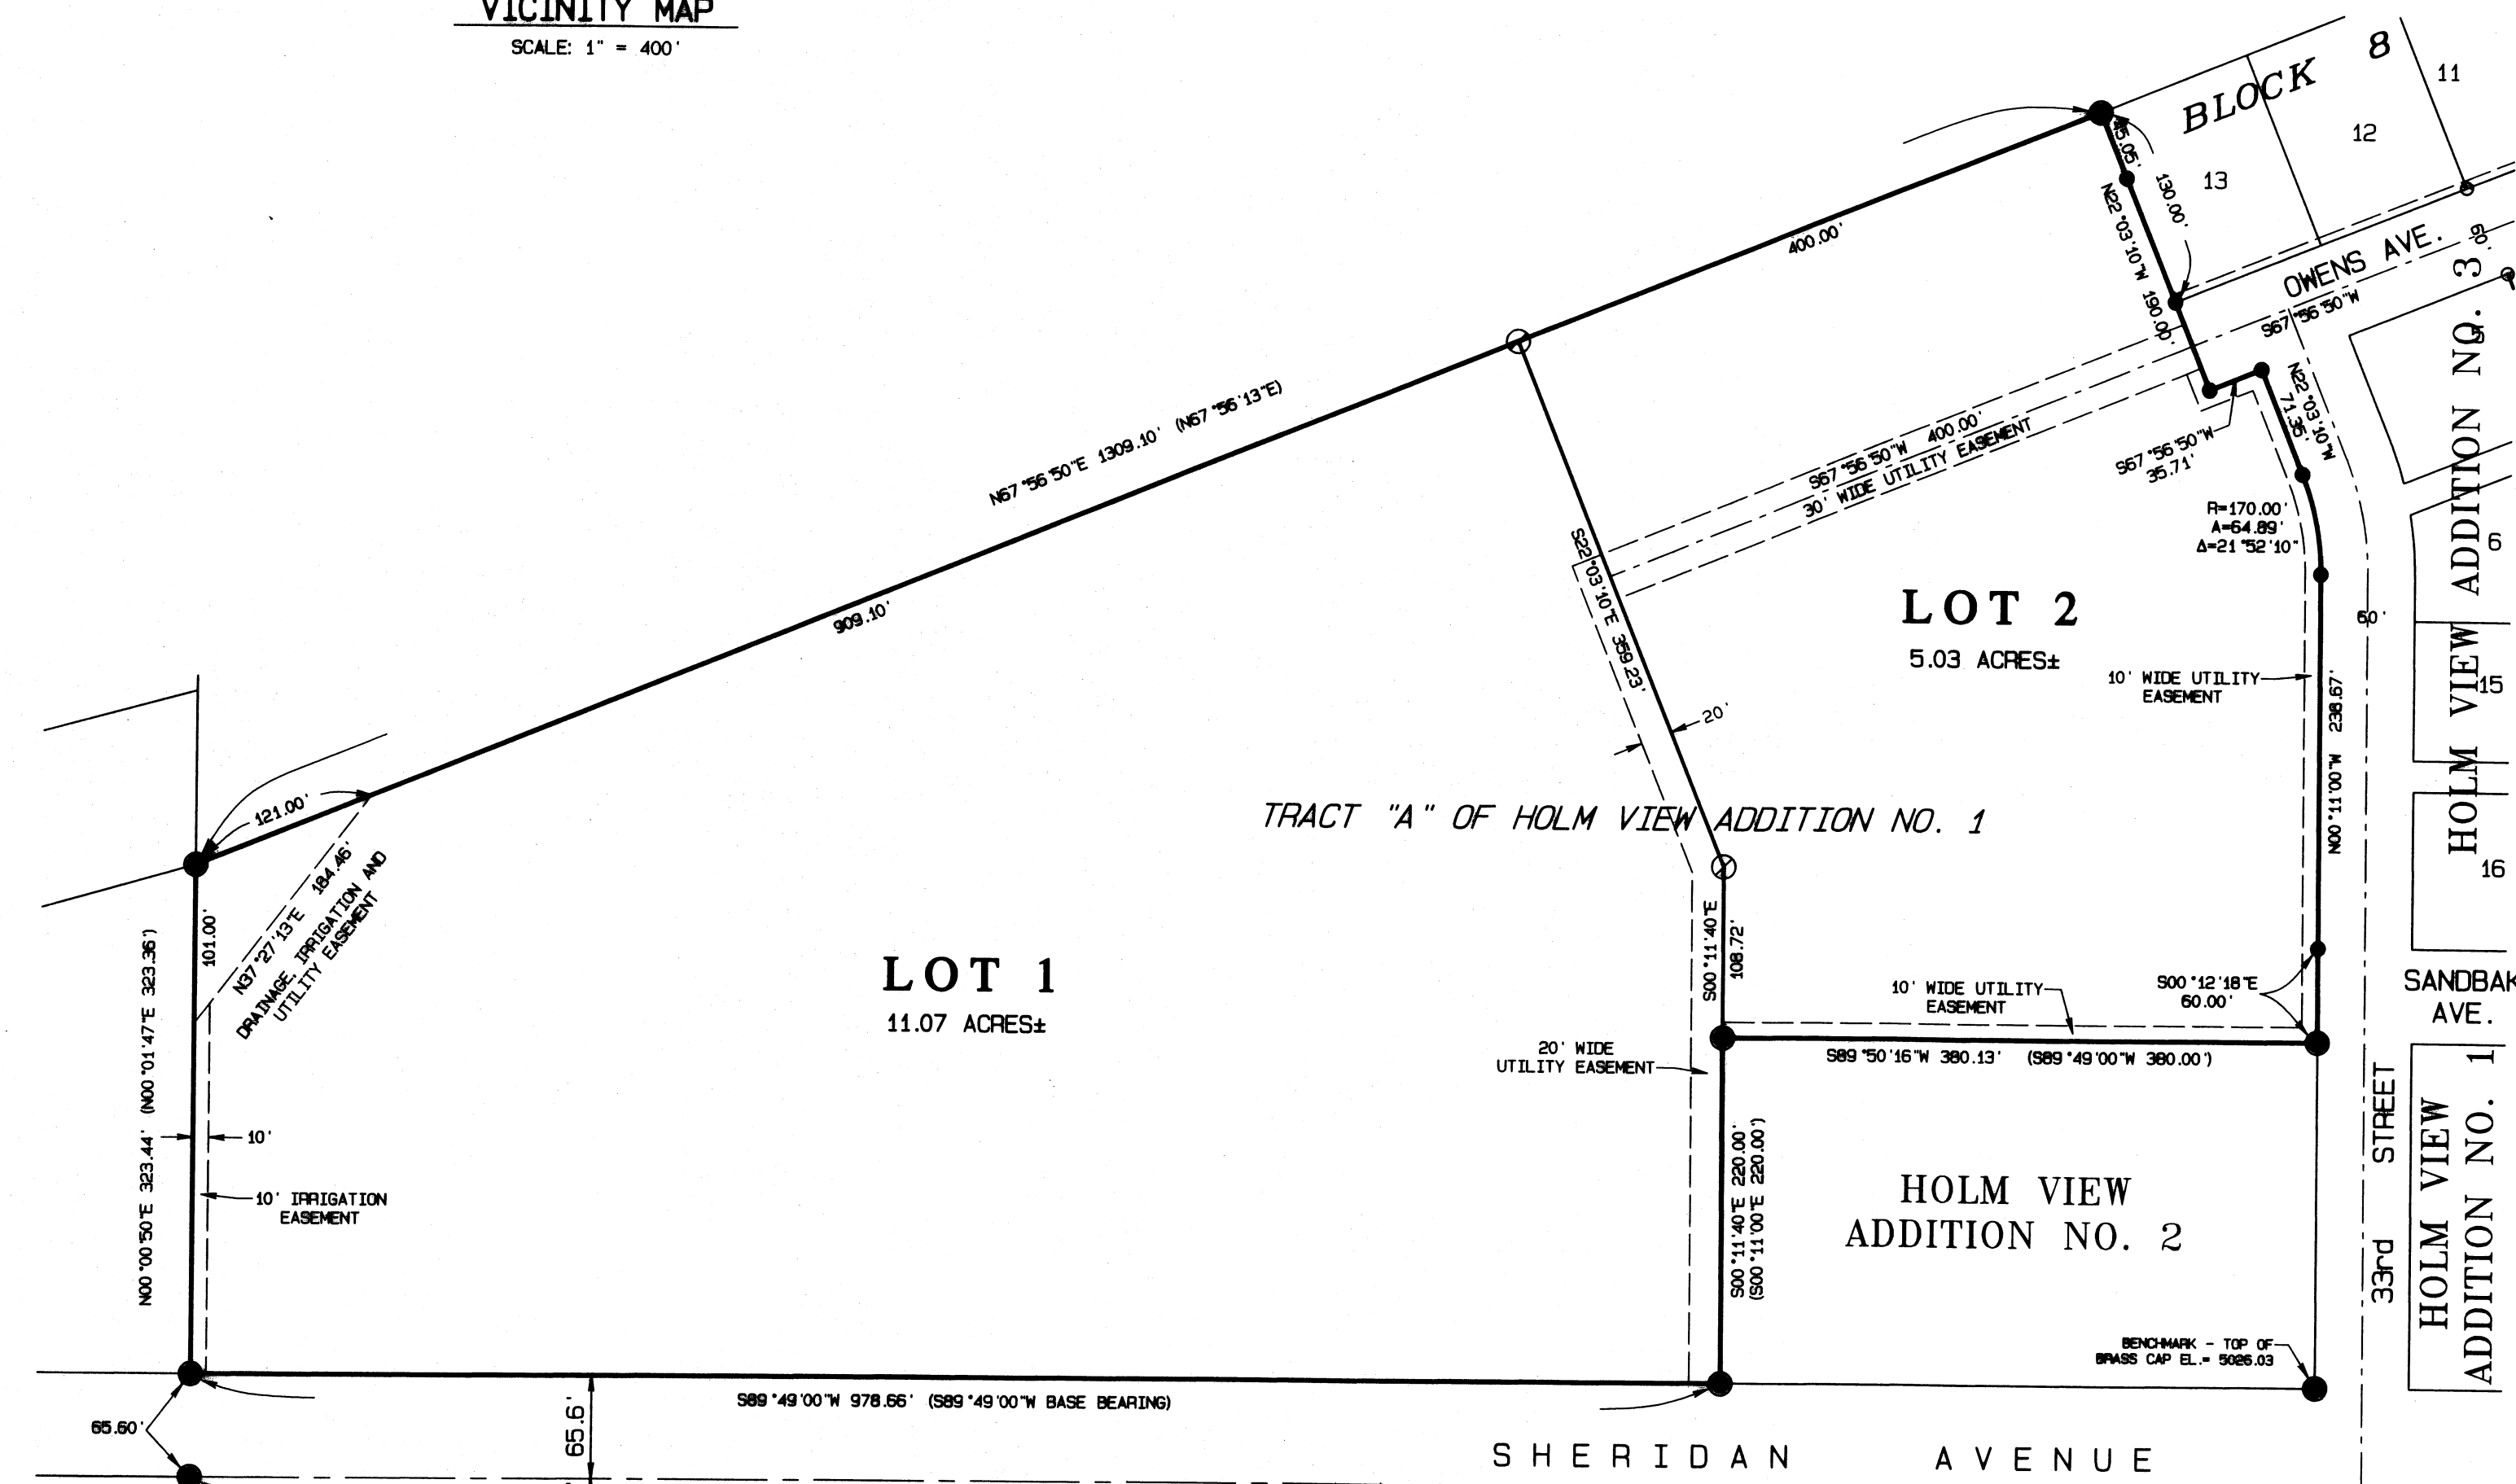 VICINITY MAP
SCALE: 1" = 400'
BLOCK 8
11
12
13
45.05'
130.00'
N22°03'10"W 190.00'
400.00'
OWENS AVE.
S67°56'50"W
60'
N22°03'10"W
71.35'
S67°56'50"W
35.71'
N67°56'50"E 1309.10' (N67°56'13"E)
S67°56'50"W 400.00'
30' WIDE UTILITY EASEMENT
R=170.00'
A=64.89'
Δ=21°52'10"
5
6
15
16
HOLM VIEW ADDITION NO. 3
909.10'
S22°03'10"E 359.23'
LOT 2
5.03 ACRES±
60'
10' WIDE UTILITY
EASEMENT
N00°11'00"W 238.67'
20'
121.00'
TRACT "A" OF HOLM VIEW ADDITION NO. 1
N37°27'13"E 184.46'
DRAINAGE, IRRIGATION AND
UTILITY EASEMENT
101.00'
N00°00'50"E 323.44' (N00°01'47"E 323.36')
LOT 1
11.07 ACRES±
S00°11'40"E
108.72'
10' WIDE UTILITY
EASEMENT
S00°12'18"E
60.00'
SANDBAK
AVE.
20' WIDE
UTILITY EASEMENT
S89°50'16"W 380.13' (S89°49'00"W 380.00')
10'
10' IRRIGATION
EASEMENT
S00°11'40"E 220.00'
(S00°11'00"E 220.00')
HOLM VIEW
ADDITION NO. 2
33rd STREET
HOLM VIEW
ADDITION NO. 1
BENCHMARK - TOP OF
BRASS CAP EL.= 5026.03
S89°49'00"W 978.66' (S89°49'00"W BASE BEARING)
65.60'
65.6'
SHERIDAN AVENUE